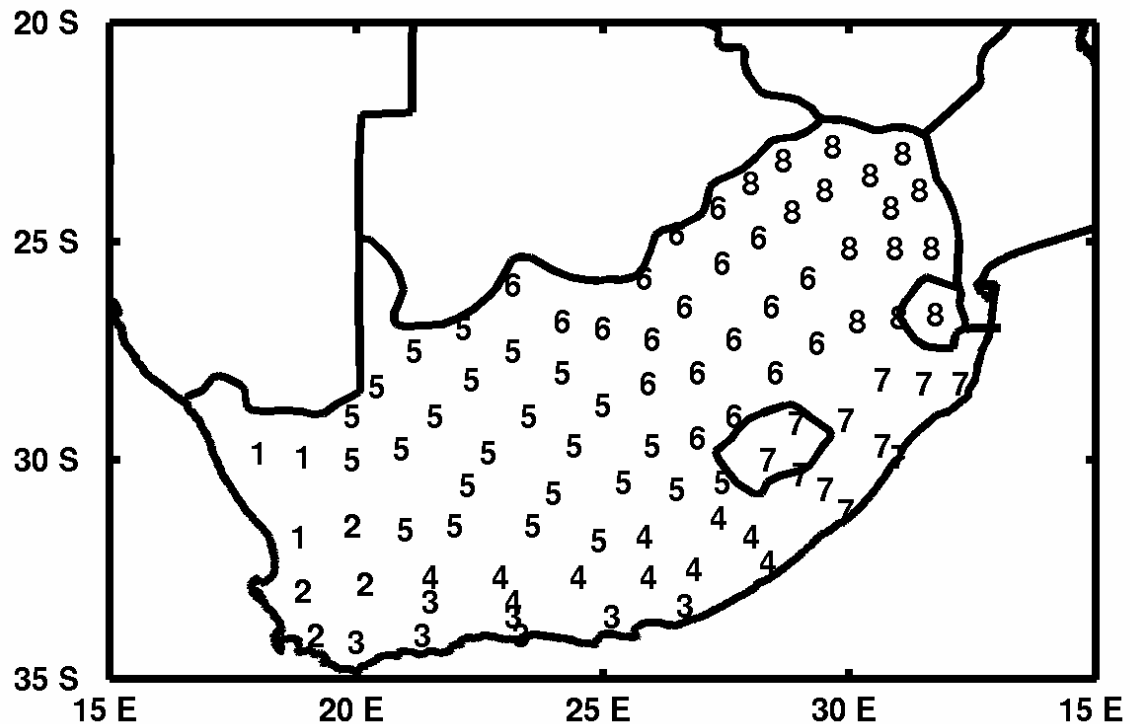 20 S
8 8 8
8 8 8 8
6 8 8
6 6 8 8 8
6 6 6 6
6 6 8 8 8
5 6 6 6 6 6
5 5
5 5 5 6 6 6 7 7 7
5 5 5 5 6 7 7
1 1 5 5 5 5 5 6 7 7 7
5 5 5 5 5 7 7
1 2 5 5 5 5 4 4 4 7
2 2 4 4 4 4 4 4
2 3 3 3 4 3 3 3 3
25 S
30 S
35 S
15 E 20 E 25 E 30 E 15 E